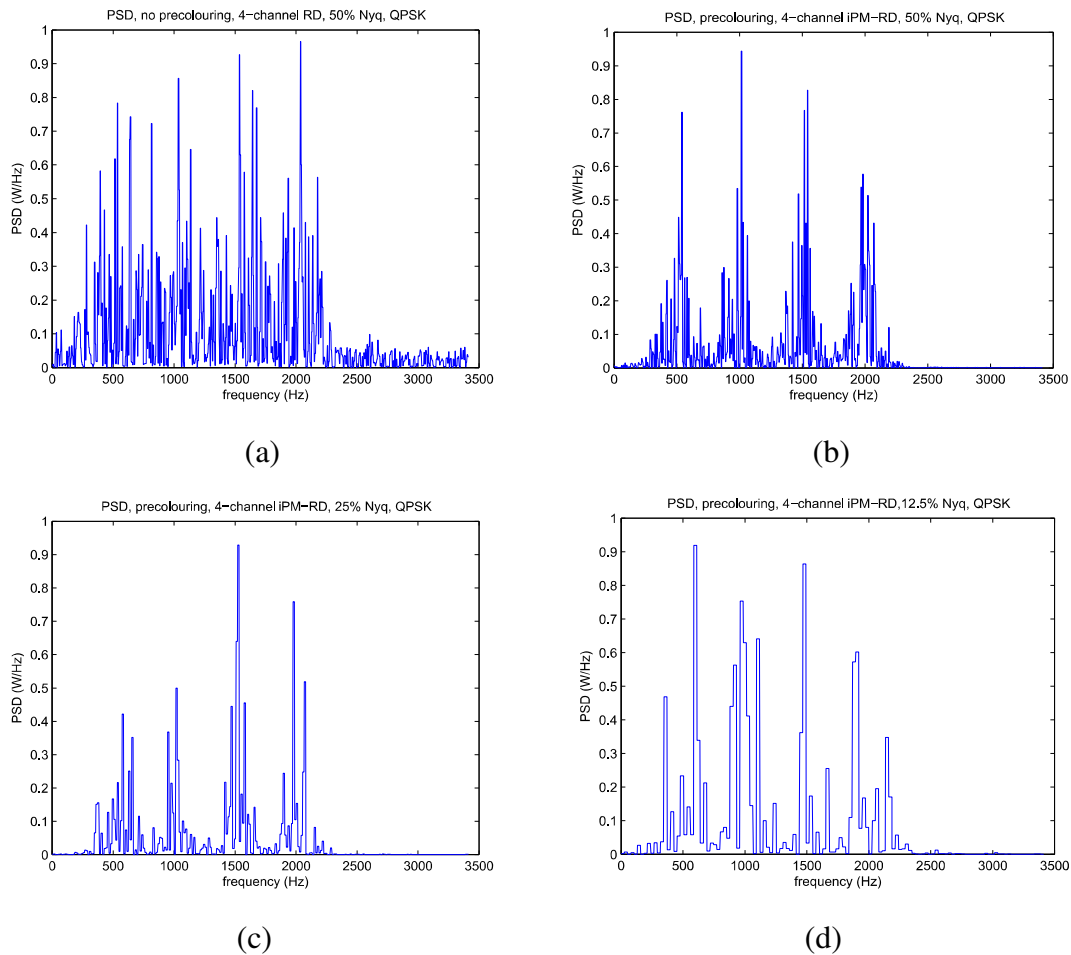 PSD, no precolouring, 4−channel RD, 50% Nyq, QPSK
1
0.9
0.8
0.7
0.6
0.5
0.4
0.3
0.2
0.1
0
PSD (W/Hz)
0 500 1000 1500 2000 2500 3000 3500
frequency (Hz)
(a)
PSD, precolouring, 4−channel iPM−RD, 50% Nyq, QPSK
1
0.9
0.8
0.7
0.6
0.5
0.4
0.3
0.2
0.1
0
PSD (W/Hz)
0 500 1000 1500 2000 2500 3000 3500
frequency (Hz)
(b)
PSD, precolouring, 4−channel iPM−RD, 25% Nyq, QPSK
1
0.9
0.8
0.7
0.6
0.5
0.4
0.3
0.2
0.1
0
PSD (W/Hz)
0 500 1000 1500 2000 2500 3000 3500
frequency (Hz)
(c)
PSD, precolouring, 4−channel iPM−RD,12.5% Nyq, QPSK
1
0.9
0.8
0.7
0.6
0.5
0.4
0.3
0.2
0.1
0
PSD (W/Hz)
0 500 1000 1500 2000 2500 3000 3500
frequency (Hz)
(d)